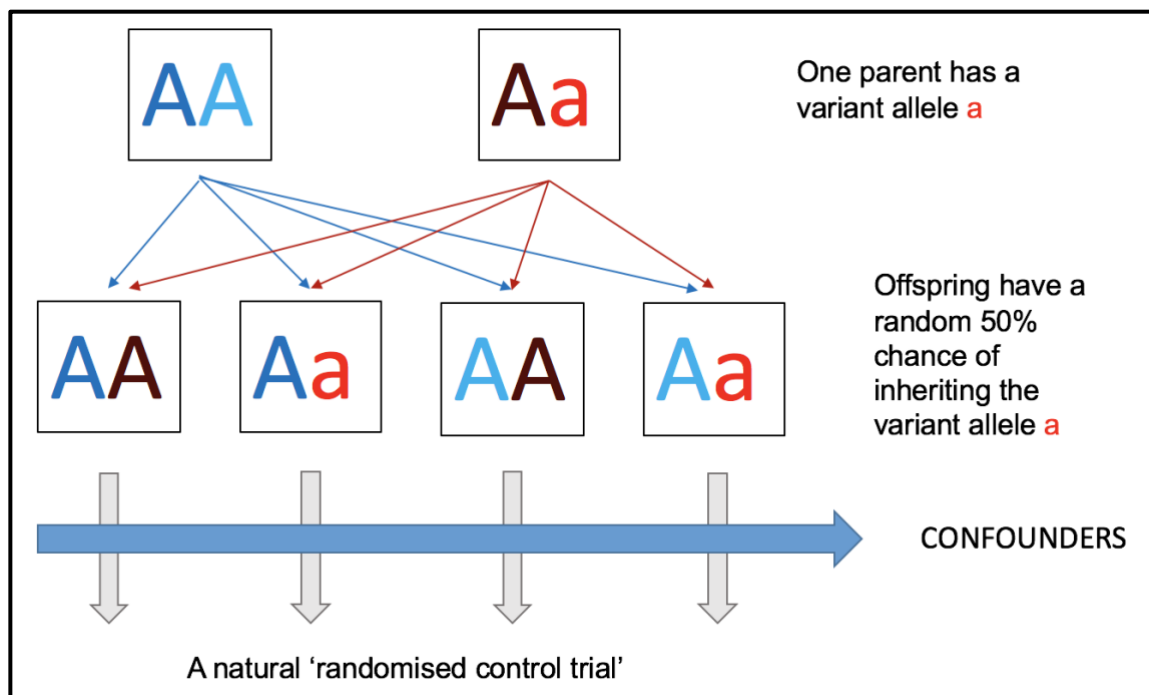 AA
Aa
One parent has a
variant allele a
AA
Aa
AA
Aa
Offspring have a
random 50%
chance of
inheriting the
variant allele a
CONFOUNDERS
A natural ‘randomised control trial’